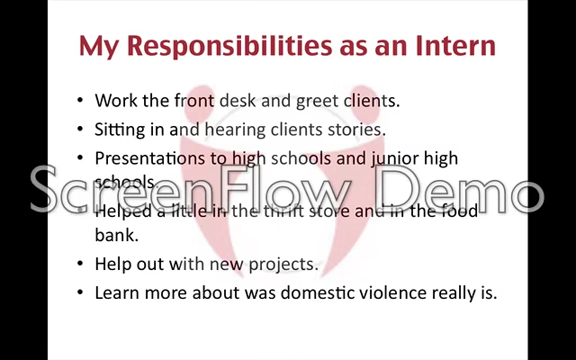 My Responsibilities as an Intern
• Work the front desk and greet clients.
• Sitting in and hearing clients stories.
• Presentations to high schools and junior high
schools.
ScreenFlow Demo
• Helped a little in the thrift store and in the food
bank.
• Help out with new projects.
• Learn more about was domestic violence really is.